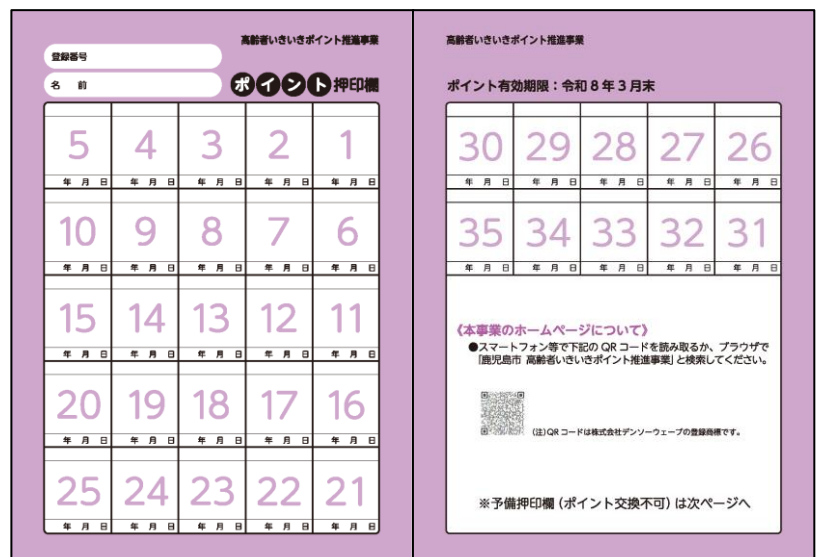 高齢者いきいきポイント推進事業
登録番号
名 前
ポイント押印欄
5 4 3 2 1
年 月 日 年 月 日 年 月 日 年 月 日 年 月 日
10 9 8 7 6
年 月 日 年 月 日 年 月 日 年 月 日 年 月 日
15 14 13 12 11
年 月 日 年 月 日 年 月 日 年 月 日 年 月 日
20 19 18 17 16
年 月 日 年 月 日 年 月 日 年 月 日 年 月 日
25 24 23 22 21
年 月 日 年 月 日 年 月 日 年 月 日 年 月 日
高齢者いきいきポイント推進事業
ポイント有効期限：令和8年3月末
30 29 28 27 26
年 月 日 年 月 日 年 月 日 年 月 日 年 月 日
35 34 33 32 31
年 月 日 年 月 日 年 月 日 年 月 日 年 月 日
《本事業のホームページについて》
●スマートフォン等で下記の QR コードを読み取るか、ブラウザで
「鹿児島市 高齢者いきいきポイント推進事業」と検索してください。
(注)QR コードは株式会社デンソーウェーブの登録商標です。
※予備押印欄（ポイント交換不可）は次ページへ